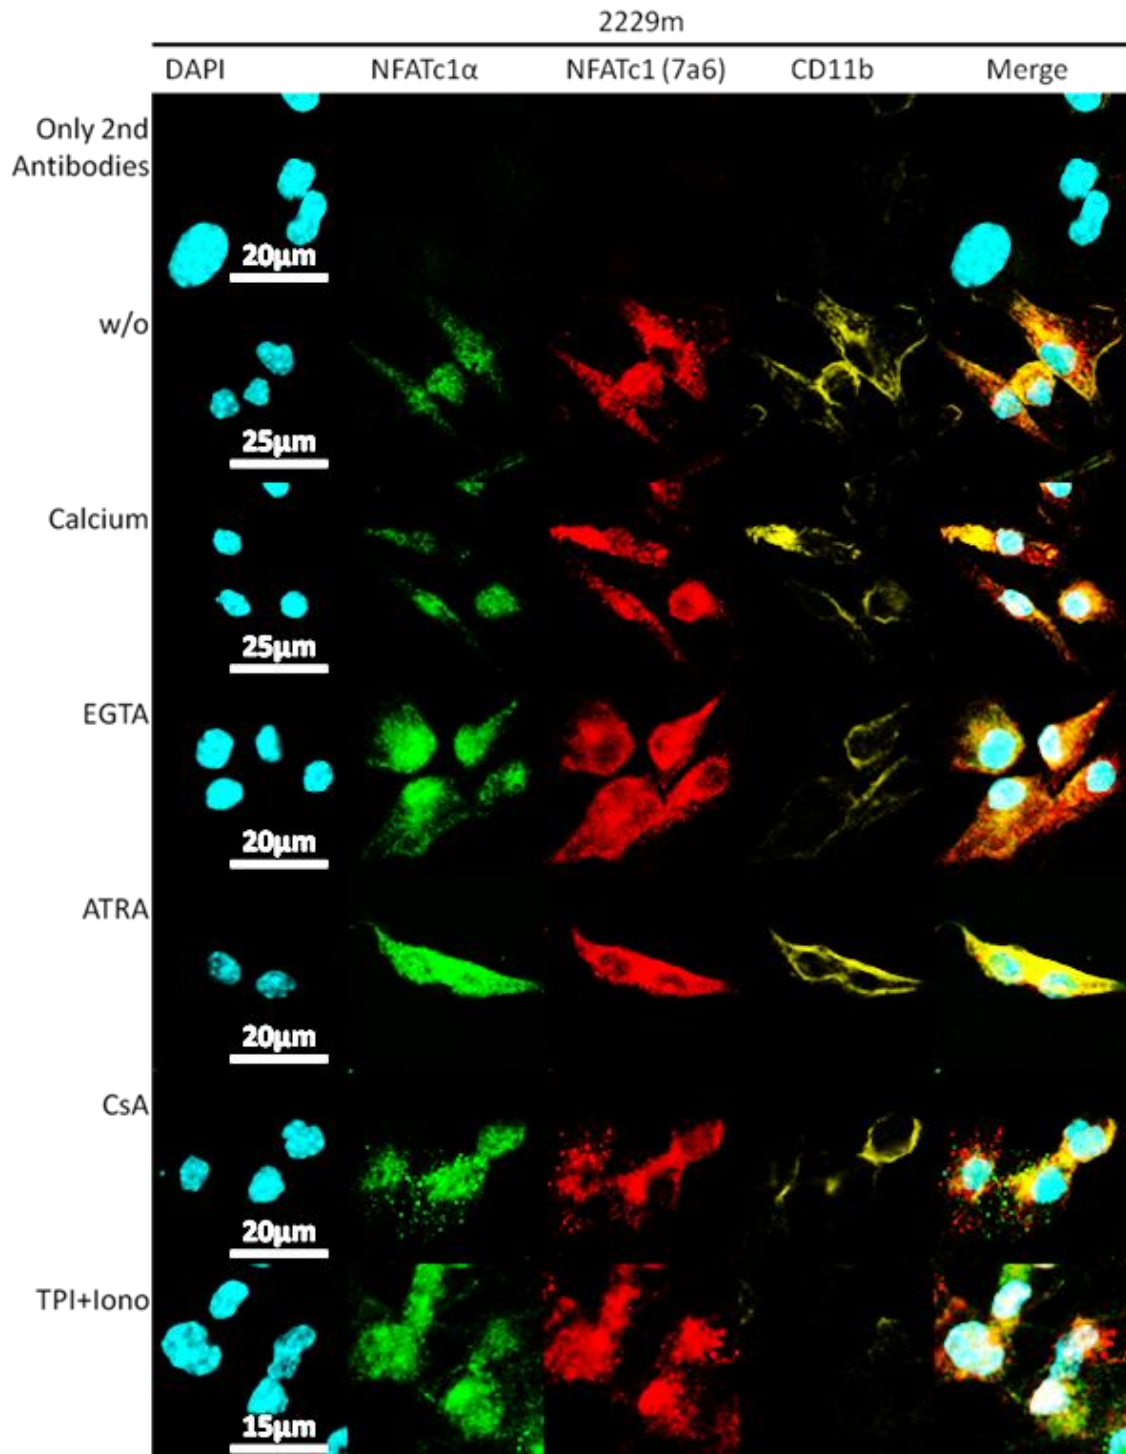 2229m
DAPI NFATc1α NFATc1 (7a6) CD11b Merge
Only 2nd
Antibodies
20μm
w/o
25μm
Calcium
25μm
EGTA
20μm
ATRA
20μm
CsA
20μm
TPI+Iono
15μm